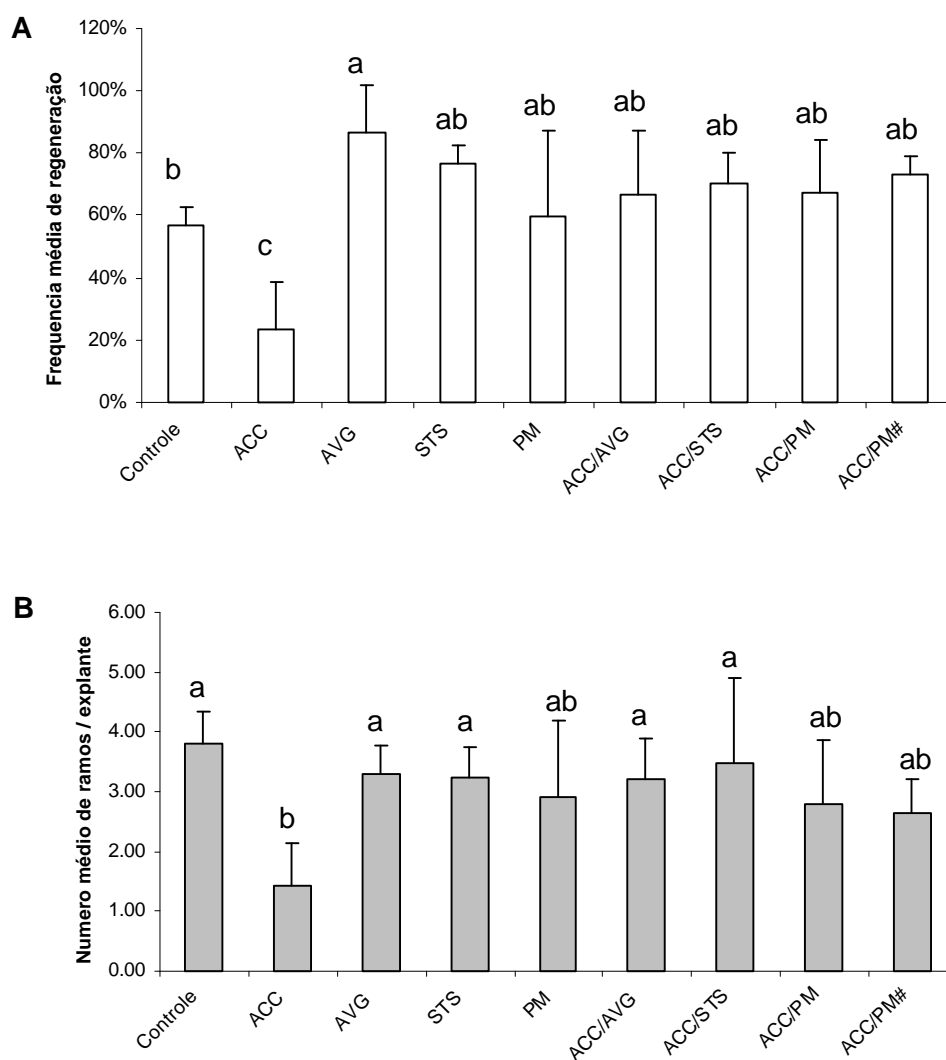 A
Frequencia média de regeneração
120%
100%
80%
60%
40%
20%
0%
b
c
a
ab
ab
ab
ab
ab
ab
Controle
ACC
AVG
STS
PM
ACC/AVG
ACC/STS
ACC/PM
ACC/PM#
B
Numero médio de ramos / explante
6.00
5.00
4.00
3.00
2.00
1.00
0.00
a
b
a
a
ab
a
a
ab
ab
Controle
ACC
AVG
STS
PM
ACC/AVG
ACC/STS
ACC/PM
ACC/PM#